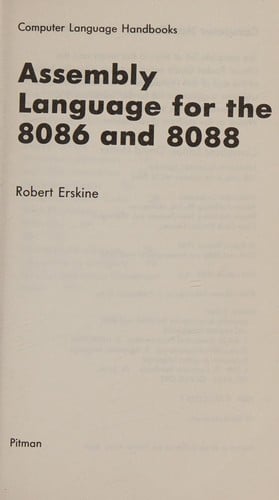 Computer Language Handbooks
Assembly
Language for the
8086 and 8088
Robert Erskine
Pitman